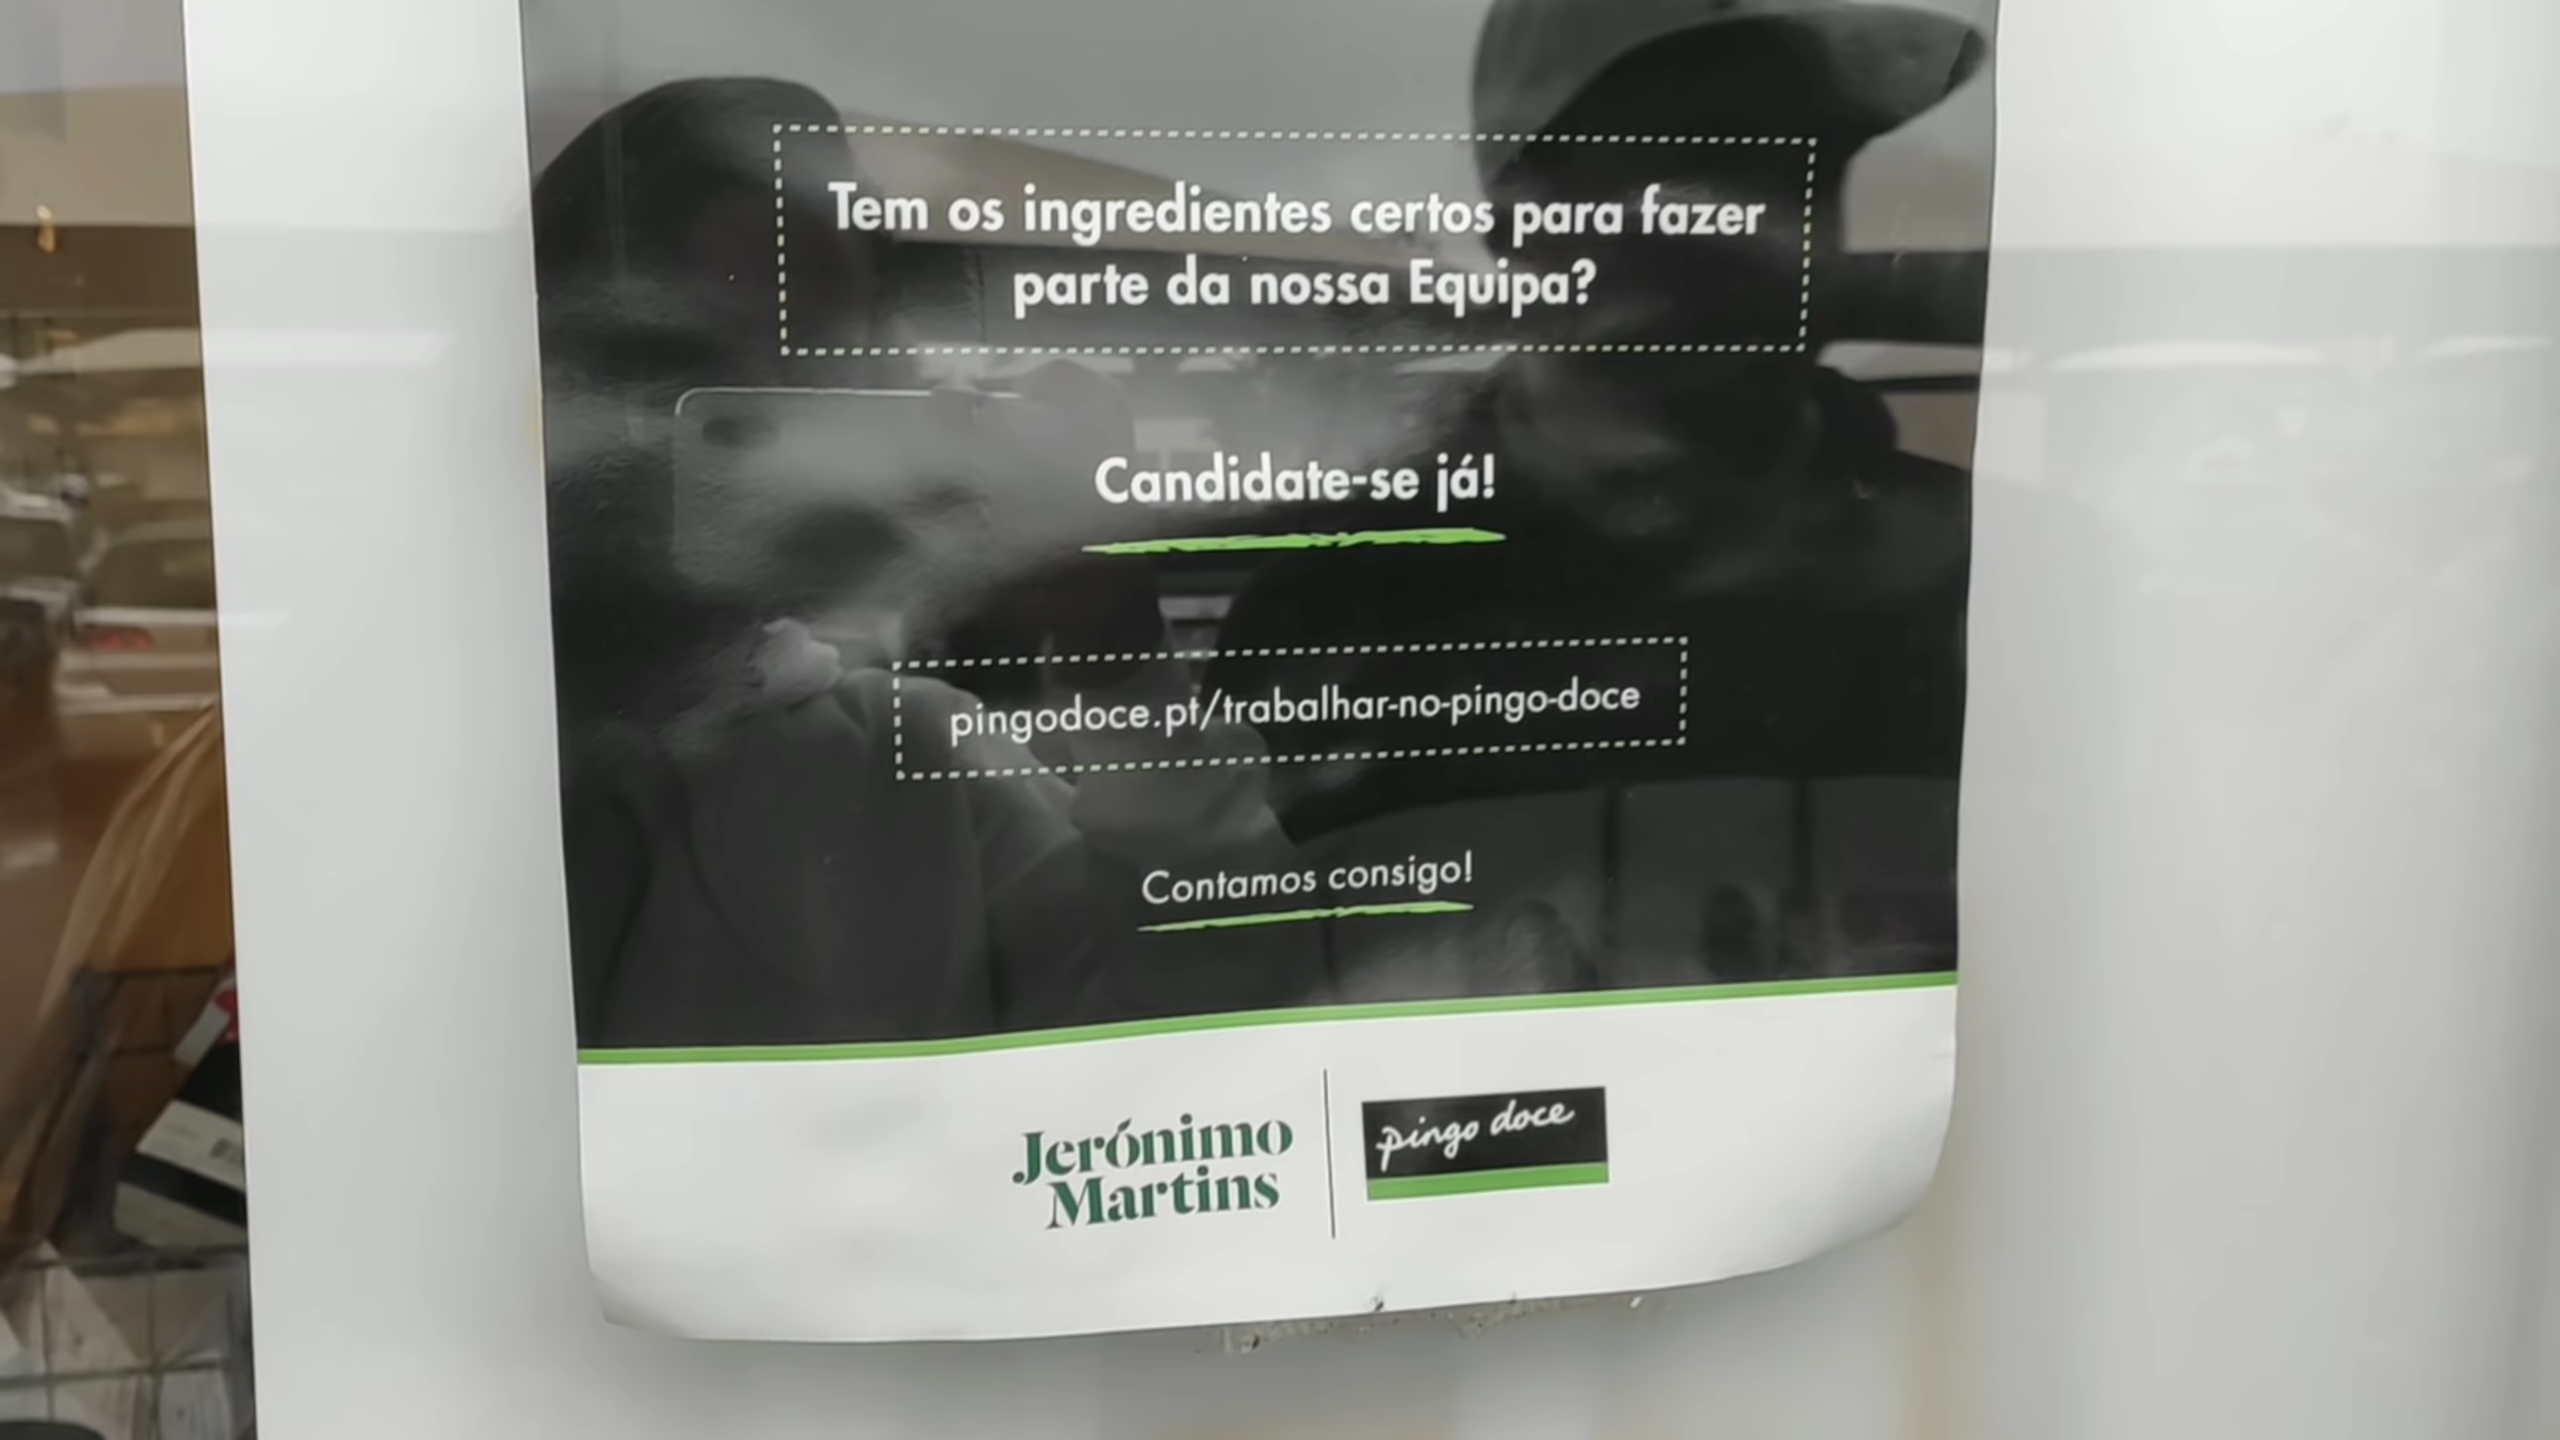 Tem os ingredientes certos para fazer
parte da nossa Equipa?
Candidate-se já!
pingodoce.pt/trabalhar-no-pingo-doce
Contamos consigo!
Jerónimo
Martins
pingo doce